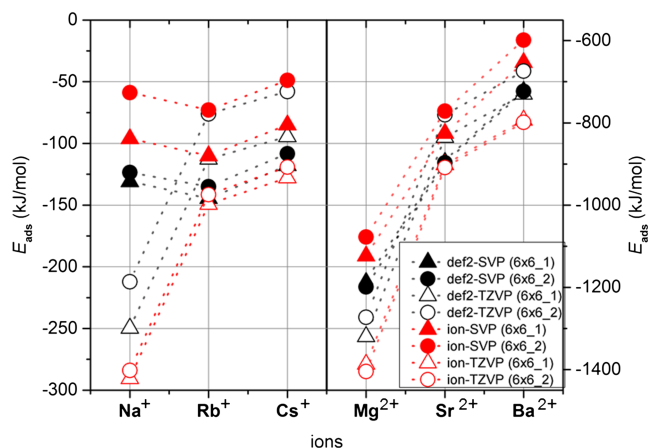 0
-50
-100
-150
-200
-250
-300
E_ads (kJ/mol)
-600
-800
-1000
-1200
-1400
E_ads (kJ/mol)
def2-SVP (6x6_1)
def2-SVP (6x6_2)
def2-TZVP (6x6_1)
def2-TZVP (6x6_2)
ion-SVP (6x6_1)
ion-SVP (6x6_2)
ion-TZVP (6x6_1)
ion-TZVP (6x6_2)
Na⁺ Rb⁺ Cs⁺ Mg²⁺ Sr²⁺ Ba²⁺
ions